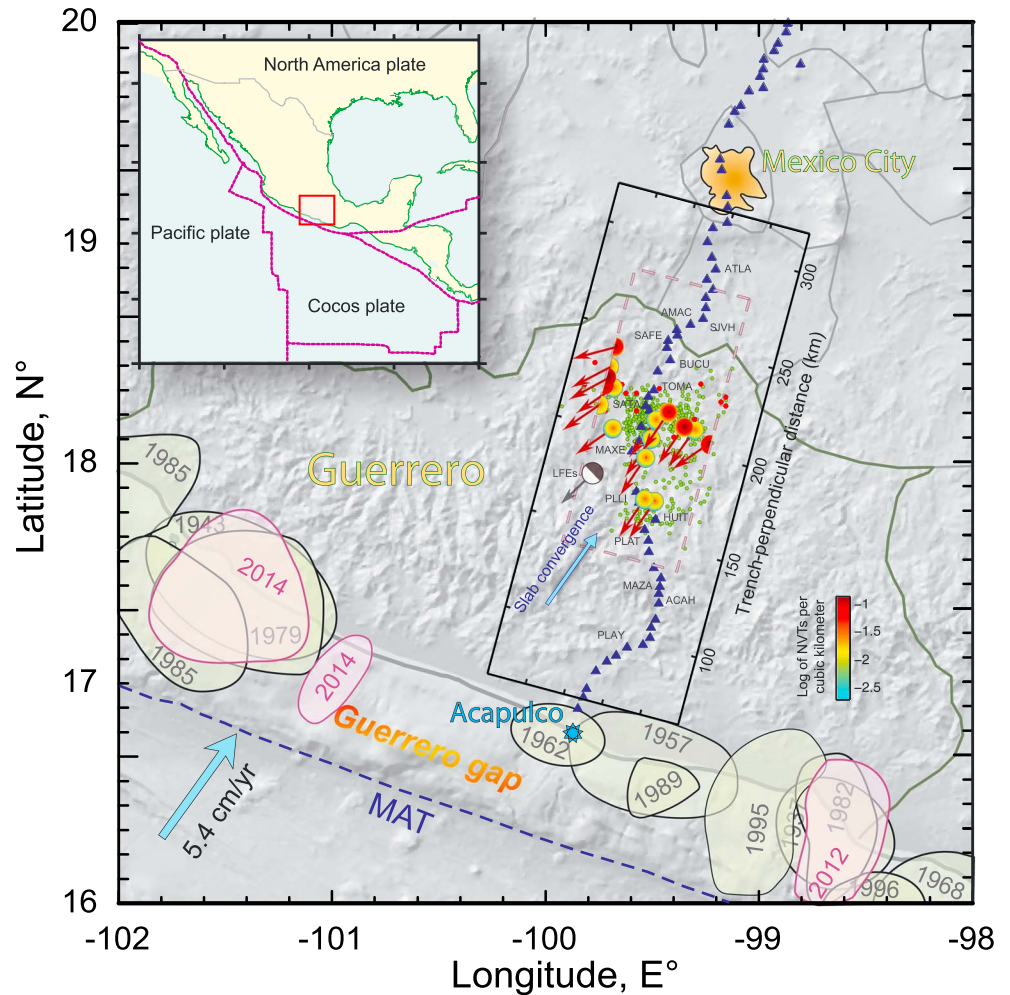 20
North America plate
Mexico City
Pacific plate
19
Cocos plate
ATLA
300
AMAC
SJVH
SAFE
BUCU
250
TOMA
SATA
Latitude, N°
18
1985
Guerrero
MAXE
LFEs
200
PLLI
HUIT
1943
PLAT
Slab convergence
Trench-perpendicular distance (km)
2014
150
MAZA
ACAH
Log of NVTs per
cubic kilometer
−1
−1.5
−2
−2.5
1979
PLAY
100
1985
2014
17
Acapulco
Guerrero gap
1962
1957
1989
MAT
5.4 cm/yr
1995
1982
2012
1996
1968
16
-102
-101
-100
-99
-98
Longitude, E°